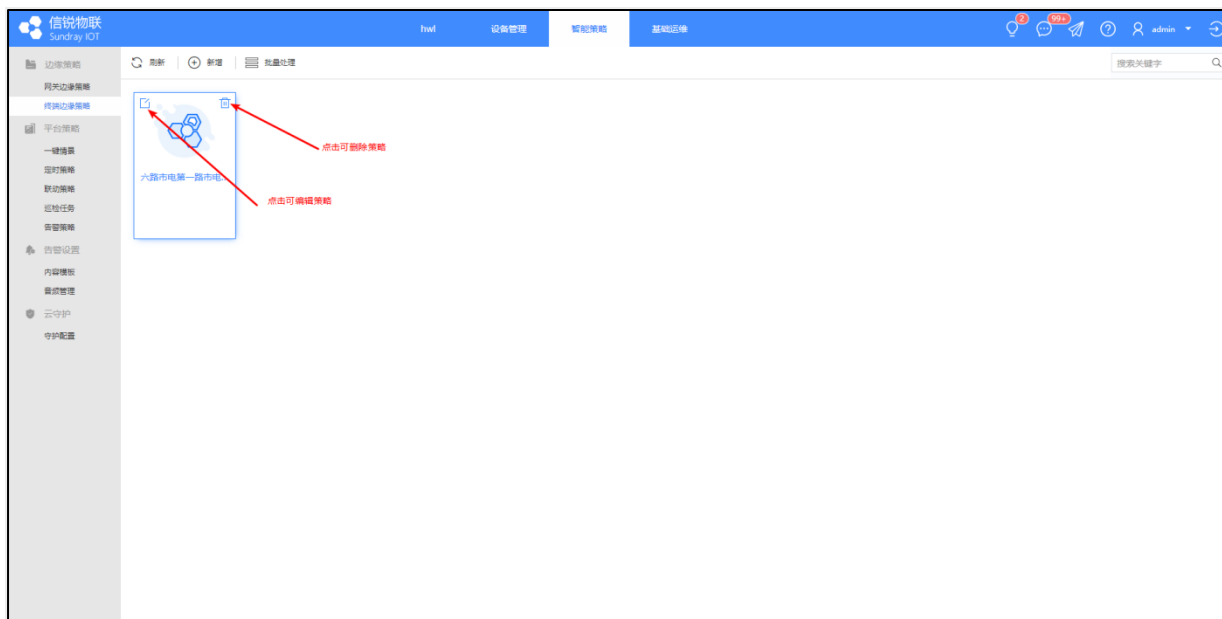 信锐物联
Sundray IOT
hwl
设备管理
智能策略
基础运维
2
99+
admin
边缘策略
网关边缘策略
终端边缘策略
平台策略
一键情景
定时策略
联动策略
巡检任务
告警策略
告警设置
内容模板
音频管理
云守护
守护配置
刷新
新增
批量处理
搜索关键字
六路市电第一路市电...
点击可删除策略
点击可编辑策略